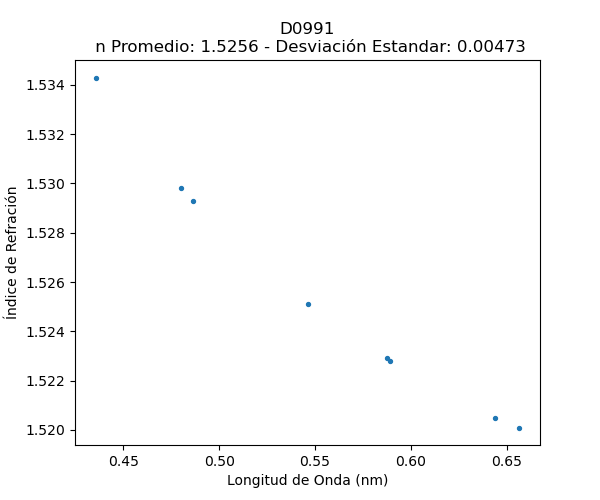 D0991
n Promedio: 1.5256 - Desviación Estandar: 0.00473
1.534
1.532
1.530
1.528
1.526
1.524
1.522
1.520
Índice de Refración
0.45 0.50 0.55 0.60 0.65
Longitud de Onda (nm)